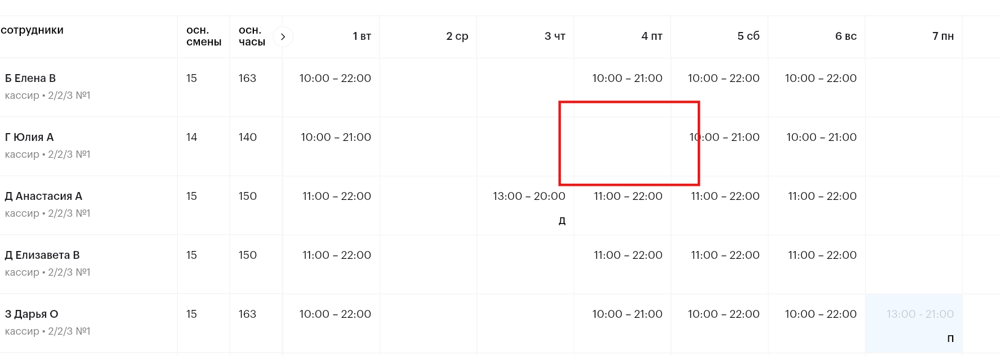 сотрудники осн. смены осн. часы 1 вт 2 ср 3 чт 4 пт 5 сб 6 вс 7 пн
Б Елена В 15 163 10:00 – 22:00 10:00 – 21:00 10:00 – 22:00 10:00 – 22:00
кассир • 2/2/3 №1
Г Юлия А 14 140 10:00 – 21:00 10:00 – 21:00 10:00 – 21:00
кассир • 2/2/3 №1
Д Анастасия А 15 150 11:00 – 22:00 13:00 – 20:00 11:00 – 22:00 11:00 – 22:00 11:00 – 22:00
кассир • 2/2/3 №1 Д
Д Елизавета В 15 150 11:00 – 22:00 11:00 – 22:00 11:00 – 22:00 11:00 – 22:00
кассир • 2/2/3 №1
З Дарья О 15 163 10:00 – 22:00 10:00 – 21:00 10:00 – 22:00 10:00 – 22:00 13:00 - 21:00
кассир • 2/2/3 №1 П